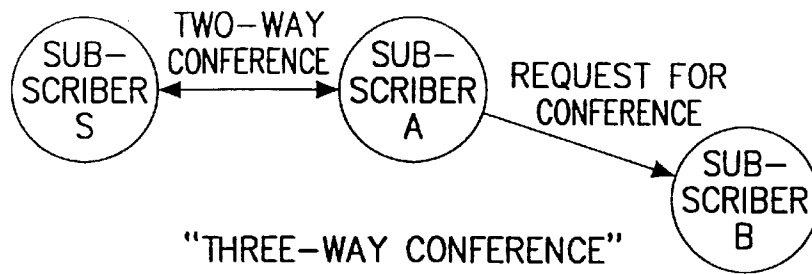 SUB-
SCRIBER
S
TWO-WAY
CONFERENCE
SUB-
SCRIBER
A
REQUEST FOR
CONFERENCE
SUB-
SCRIBER
B
"THREE-WAY CONFERENCE"